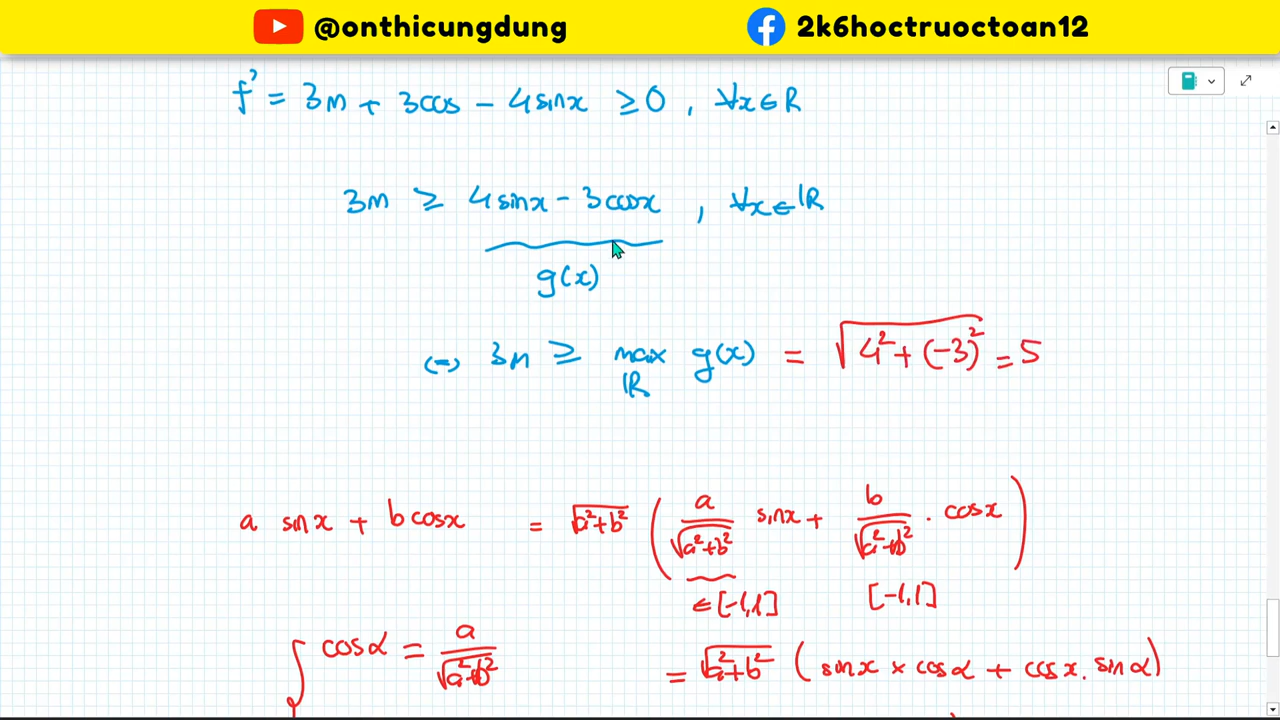 @onthicungdung 2k6hoctruoctoan12
f' = 3m + 3cos - 4sinx ≥ 0 , ∀x∈R
3m ≥ 4sinx - 3cosx , ∀x∈ℝ
g(x)
⇔ 3m ≥ max g(x) = √(4² + (-3)²) = 5
ℝ
a sinx + b cosx = √(a²+b²) ( a/√(a²+b²) sinx + b/√(a²+b²) . cosx )
∈ [-1,1] [-1,1]
cosα = a/√(a²+b²)
= √(a²+b²) ( sinx × cosα + cosx . sinα )